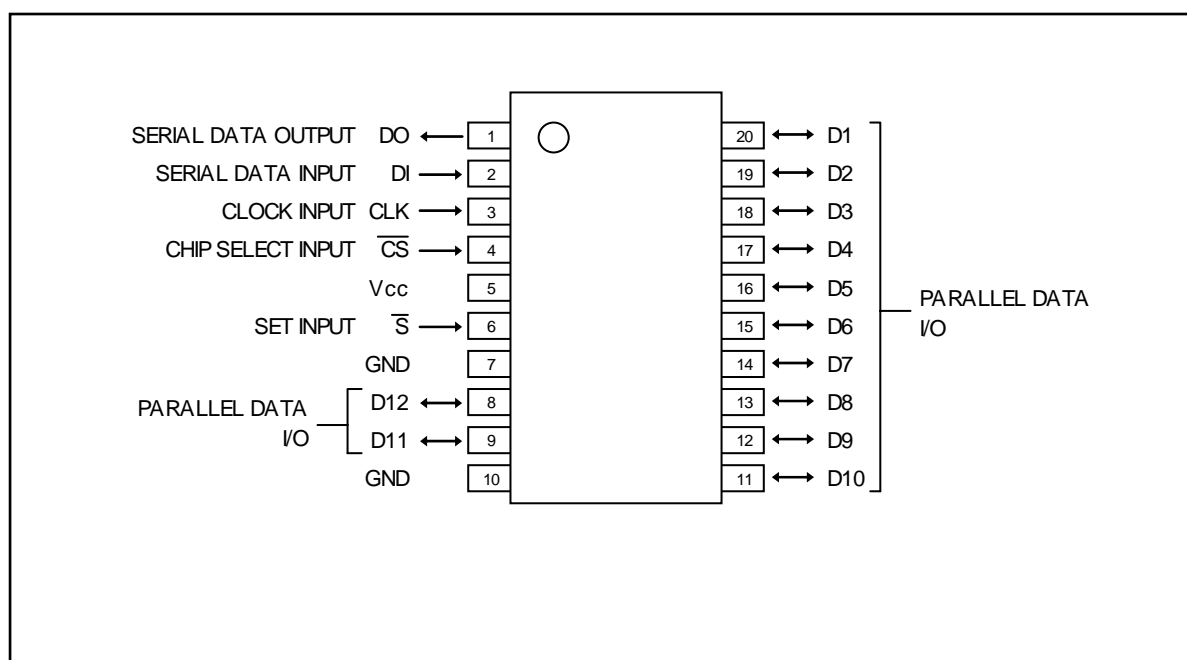 SERIAL DATA OUTPUT DO 1 20 D1
SERIAL DATA INPUT DI 2 19 D2
CLOCK INPUT CLK 3 18 D3
CHIP SELECT INPUT C̅S̅ 4 17 D4
Vcc 5 16 D5
SET INPUT S̅ 6 15 D6
GND 7 14 D7
D12 8 13 D8
D11 9 12 D9
GND 10 11 D10
PARALLEL DATA
I/O
PARALLEL DATA
I/O